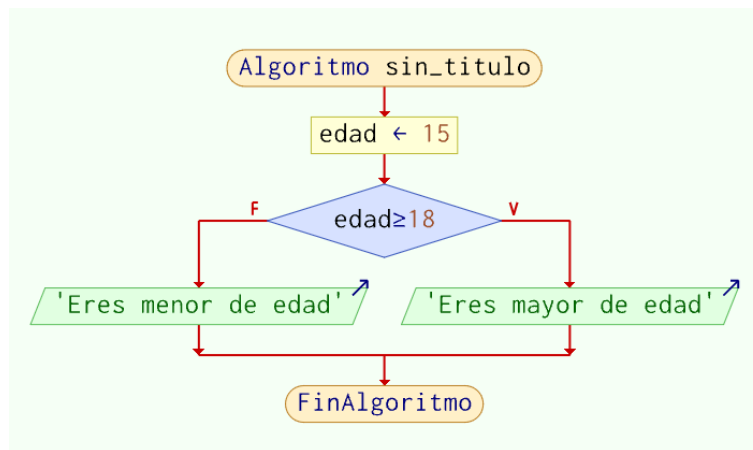 Algoritmo sin_titulo
edad ← 15
F
V
edad≥18
'Eres menor de edad'
'Eres mayor de edad'
FinAlgoritmo